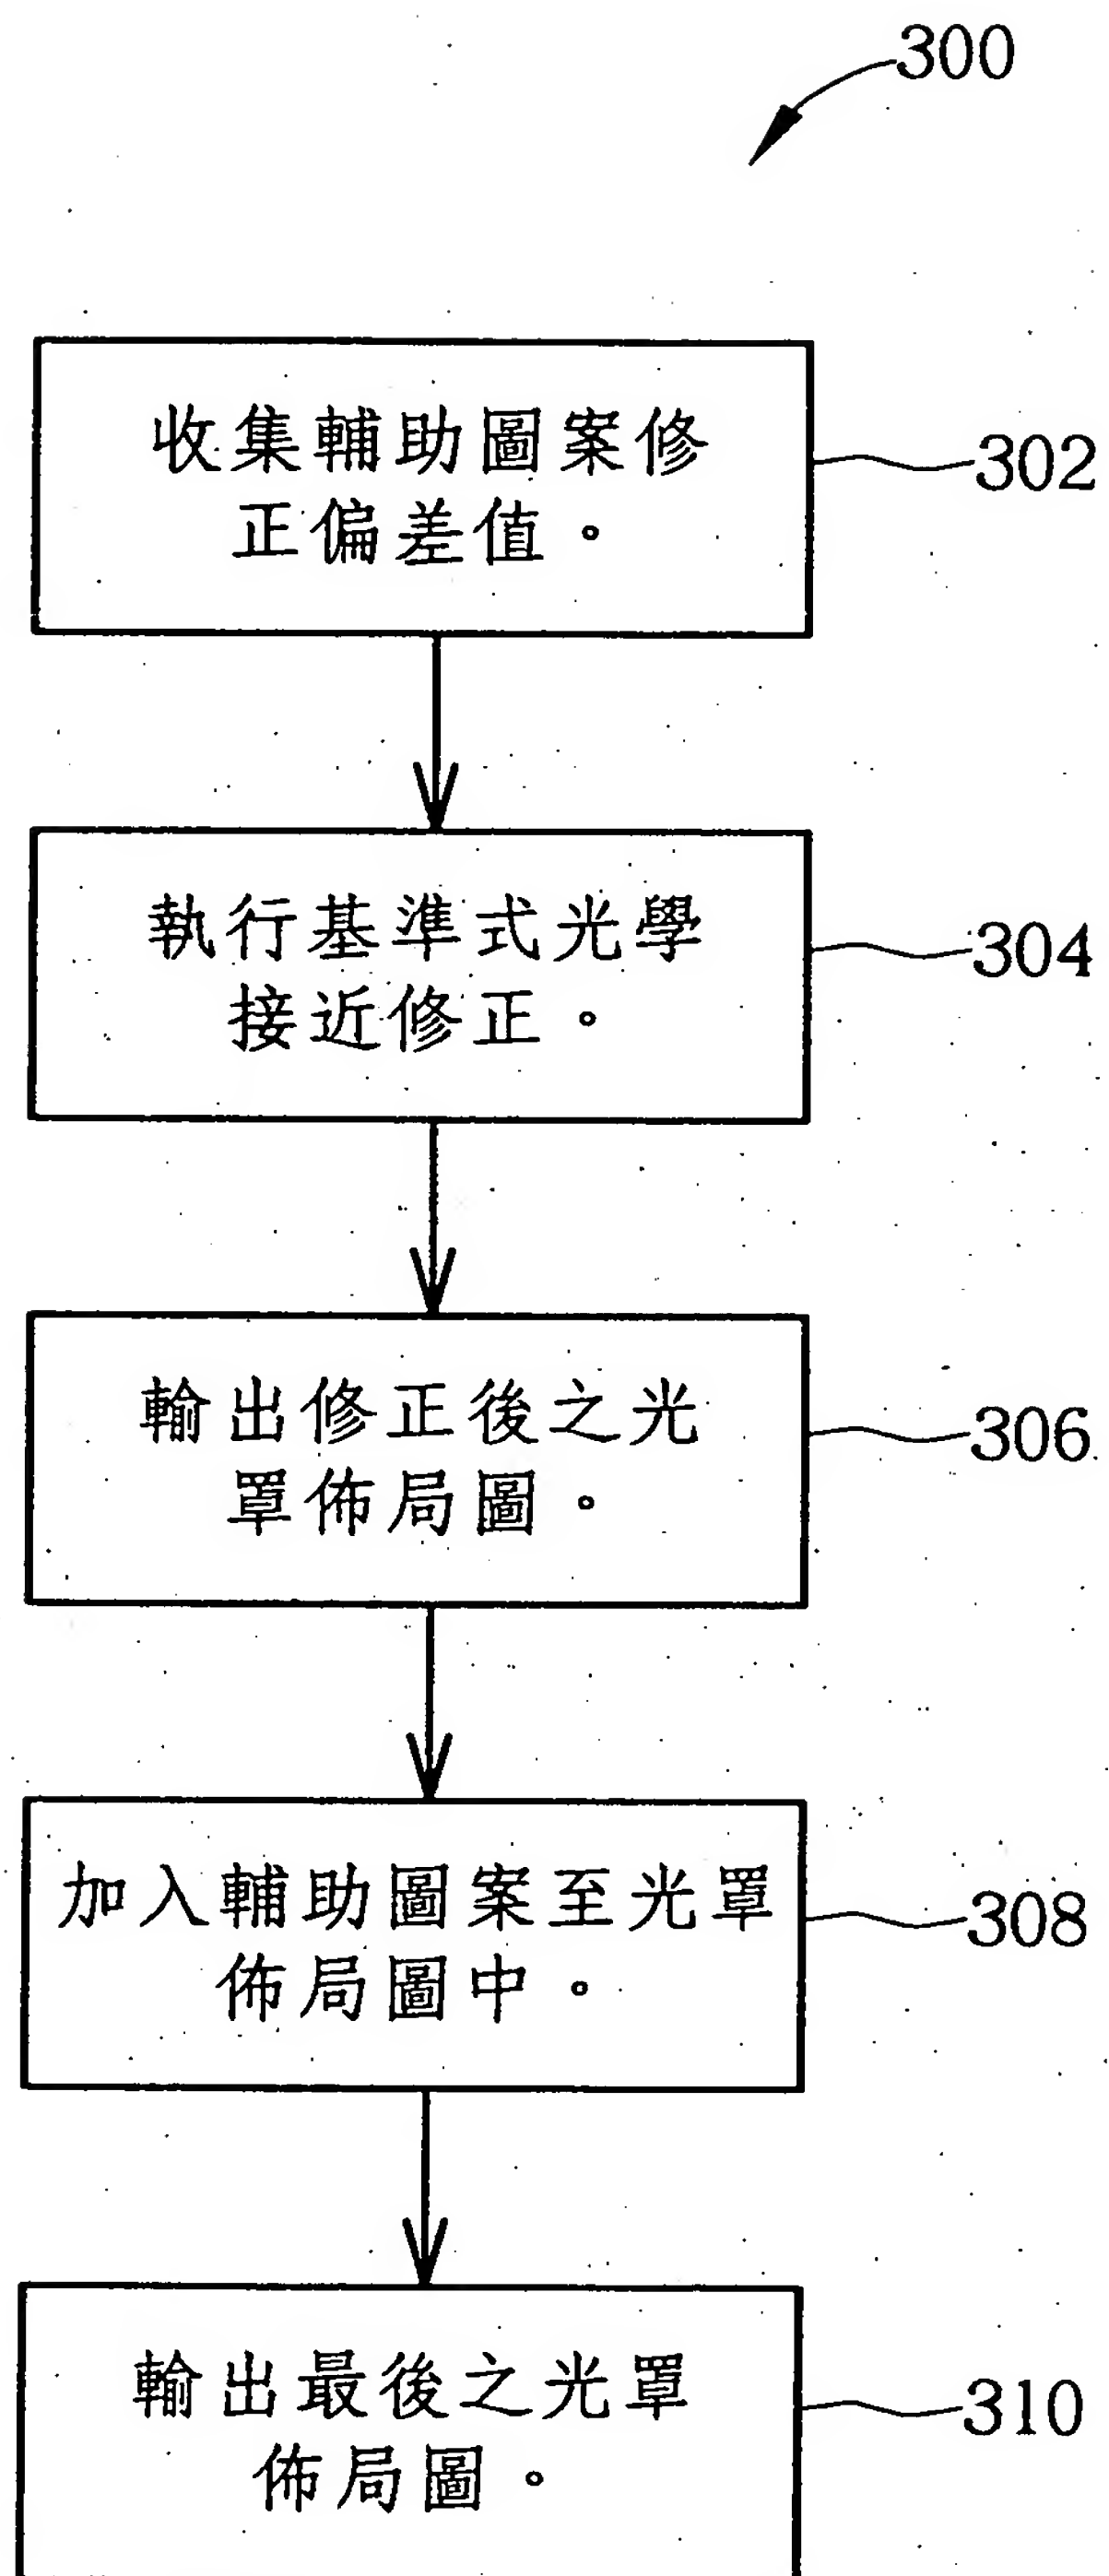 300
收集輔助圖案修
正偏差值。
302
執行基準式光學
接近修正。
304
輸出修正後之光
罩佈局圖。
306
加入輔助圖案至光罩
佈局圖中。
308
輸出最後之光罩
佈局圖。
310